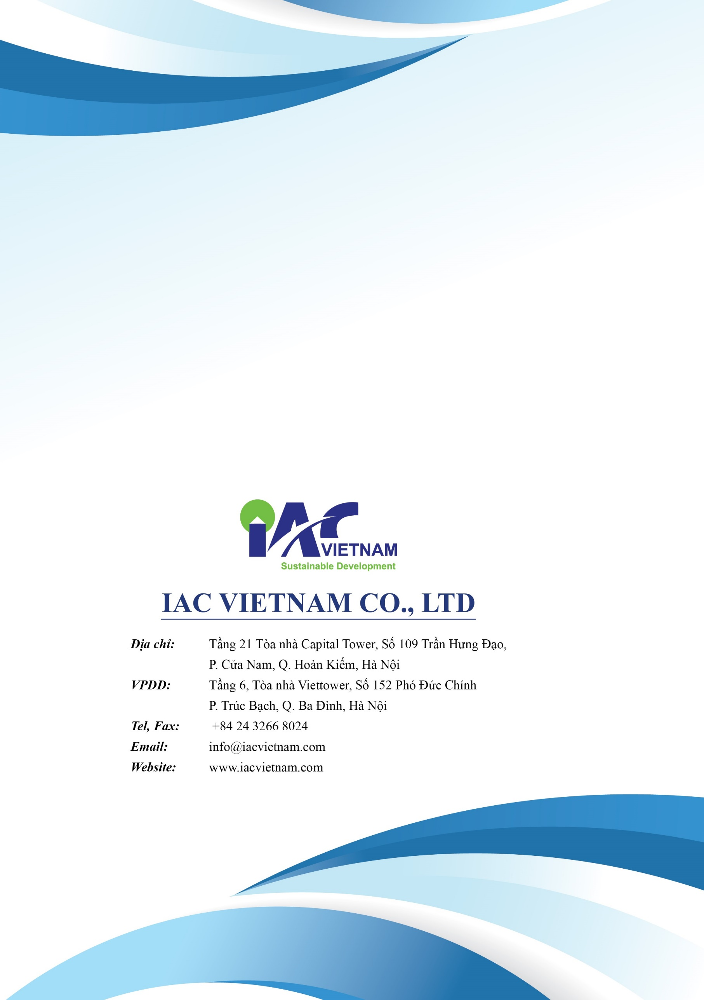 iAC VIETNAM
Sustainable Development
IAC VIETNAM CO., LTD
Địa chỉ: Tầng 21 Tòa nhà Capital Tower, Số 109 Trần Hưng Đạo,
P. Cửa Nam, Q. Hoàn Kiếm, Hà Nội
VPĐD: Tầng 6, Tòa nhà Viettower, Số 152 Phó Đức Chính
P. Trúc Bạch, Q. Ba Đình, Hà Nội
Tel, Fax: +84 24 3266 8024
Email: info@iacvietnam.com
Website: www.iacvietnam.com